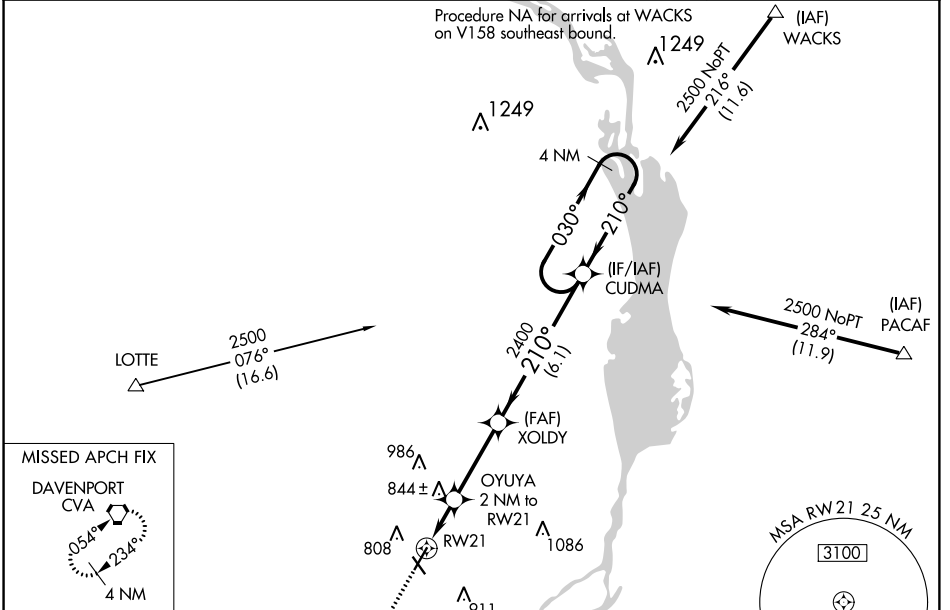 Procedure NA for arrivals at WACKS
on V158 southeast bound.
(IAF)
WACKS
1249
2500 NoPT
216°
(11.6)
1249
4 NM
030°
210°
(IF/IAF)
CUDMA
2500 NoPT
284°
(11.9)
(IAF)
PACAF
2500
076°
(16.6)
LOTTE
2400
210°
(6.1)
(FAF)
XOLDY
986
844 ±
OYUYA
2 NM to
RW21
808
RW21
1086
911
MISSED APCH FIX
DAVENPORT
CVA
054°
234°
4 NM
MSA RW 21 25 NM
3100